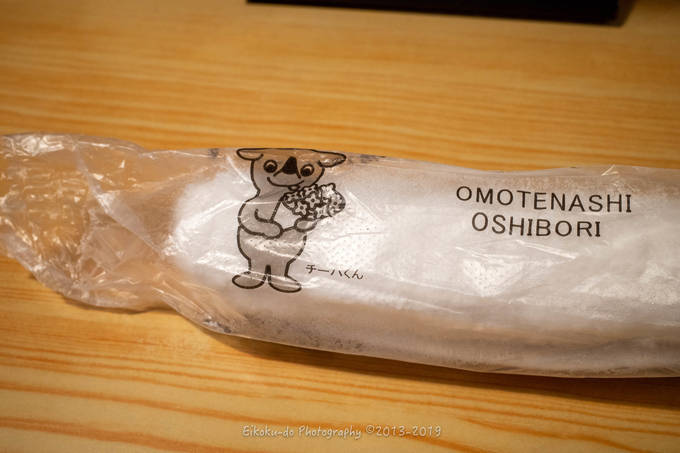 OMOTENASHI
OSHIBORI
チーバくん
Eikoku-do Photography ©2013-2019